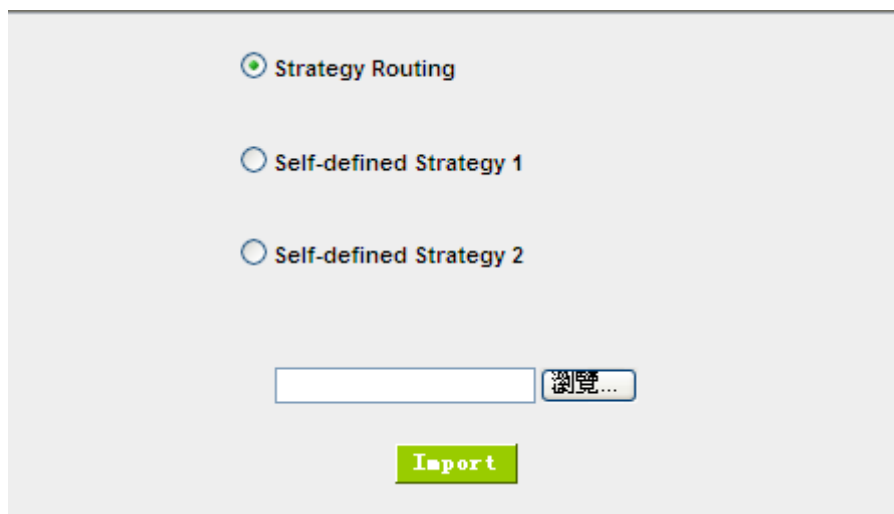 Strategy Routing
Self-defined Strategy 1
Self-defined Strategy 2
瀏覽...
Import